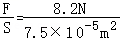 F/S = 8.2N / 7.5×10⁻⁵m²